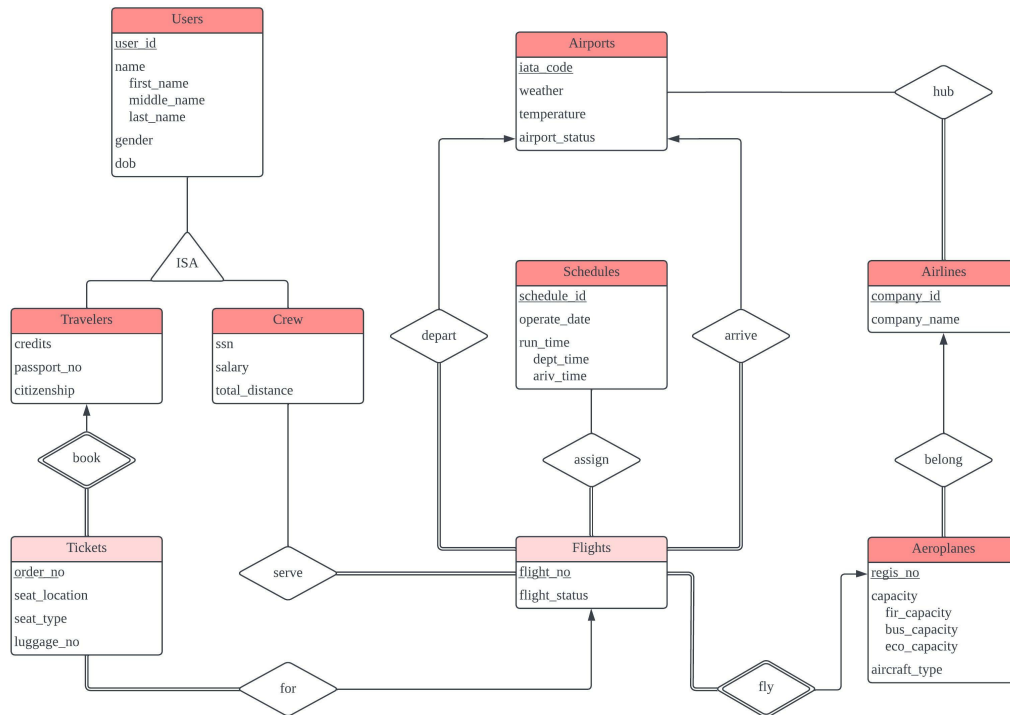 Users
user_id
name
first_name
middle_name
last_name
gender
dob
Airports
iata_code
weather
temperature
airport_status
hub
ISA
Travelers
credits
passport_no
citizenship
Crew
ssn
salary
total_distance
depart
Schedules
schedule_id
operate_date
run_time
dept_time
ariv_time
arrive
Airlines
company_id
company_name
book
assign
belong
Tickets
order_no
seat_location
seat_type
luggage_no
serve
Flights
flight_no
flight_status
Aeroplanes
regis_no
capacity
fir_capacity
bus_capacity
eco_capacity
aircraft_type
for
fly